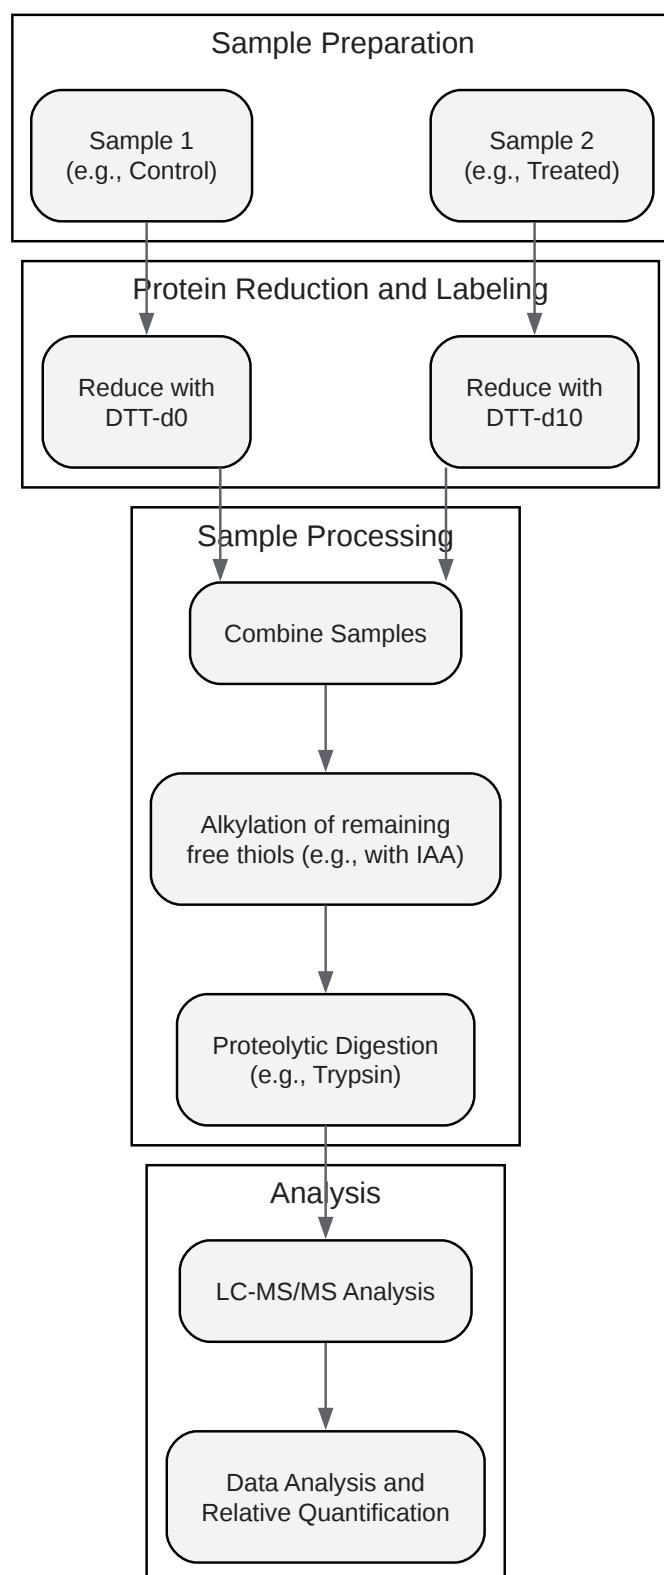 Sample Preparation
Sample 1
(e.g., Control)
Sample 2
(e.g., Treated)
Protein Reduction and Labeling
Reduce with
DTT-d0
Reduce with
DTT-d10
Sample Processing
Combine Samples
Alkylation of remaining
free thiols (e.g., with IAA)
Proteolytic Digestion
(e.g., Trypsin)
Analysis
LC-MS/MS Analysis
Data Analysis and
Relative Quantification